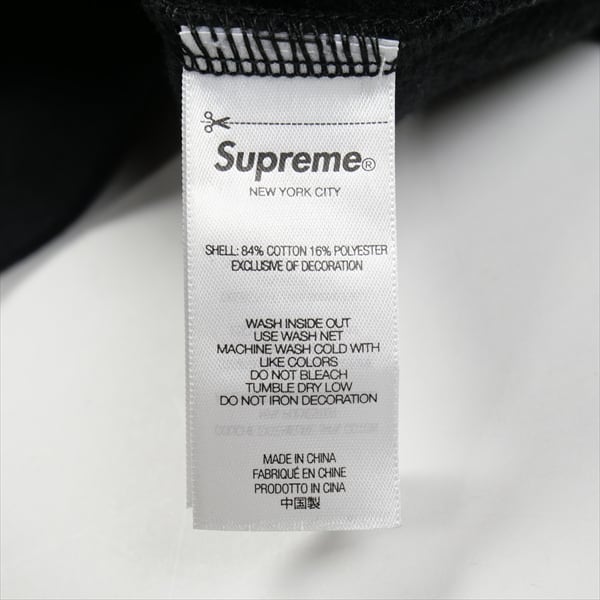 Supreme®
NEW YORK CITY
SHELL: 84% COTTON 16% POLYESTER
EXCLUSIVE OF DECORATION
WASH INSIDE OUT
USE WASH NET
MACHINE WASH COLD WITH
LIKE COLORS
DO NOT BLEACH
TUMBLE DRY LOW
DO NOT IRON DECORATION
MADE IN CHINA
FABRIQUÉ EN CHINE
PRODOTTO IN CINA
中国製